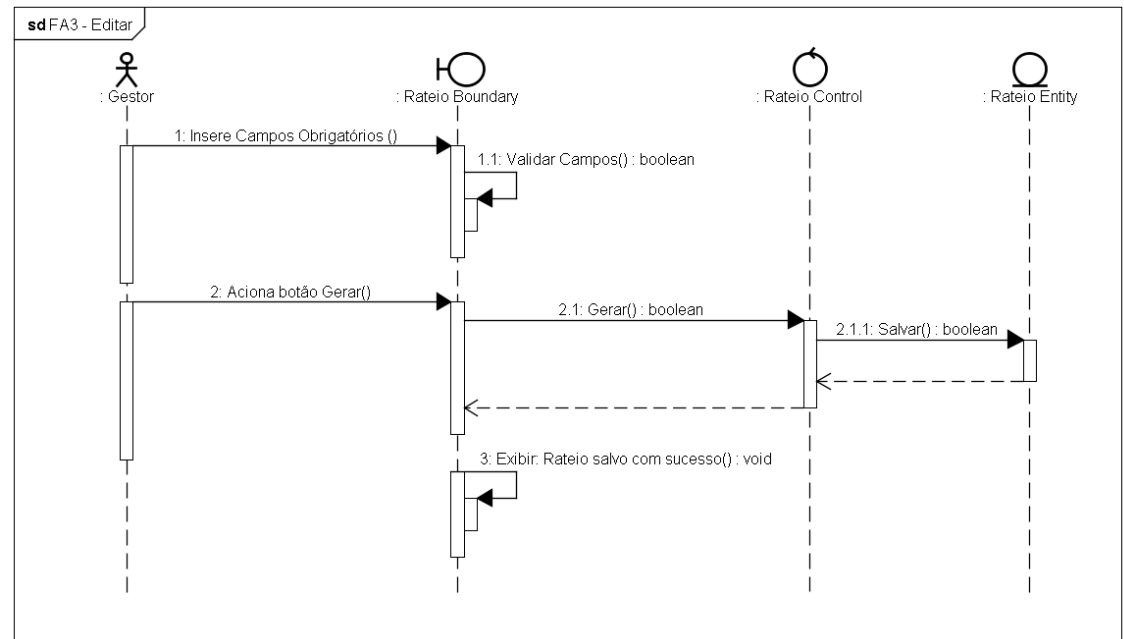 sd FA3 - Editar
: Gestor
: Rateio Boundary
: Rateio Control
: Rateio Entity
1: Insere Campos Obrigatórios ()
1.1: Validar Campos() : boolean
2: Aciona botão Gerar()
2.1: Gerar() : boolean
2.1.1: Salvar() : boolean
3: Exibir: Rateio salvo com sucesso() : void